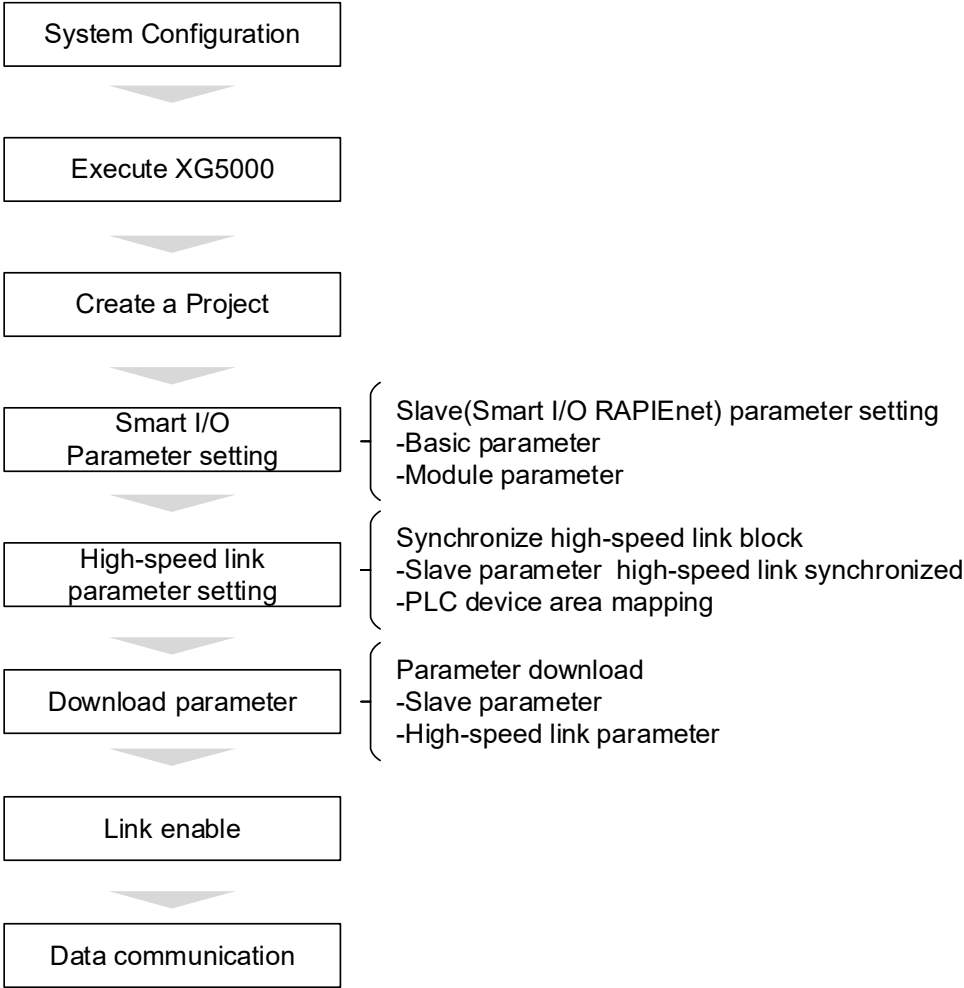 System Configuration
Execute XG5000
Create a Project
Smart I/O
Parameter setting
Slave(Smart I/O RAPIEnet) parameter setting
-Basic parameter
-Module parameter
High-speed link
parameter setting
Synchronize high-speed link block
-Slave parameter  high-speed link synchronized
-PLC device area mapping
Download parameter
Parameter download
-Slave parameter
-High-speed link parameter
Link enable
Data communication